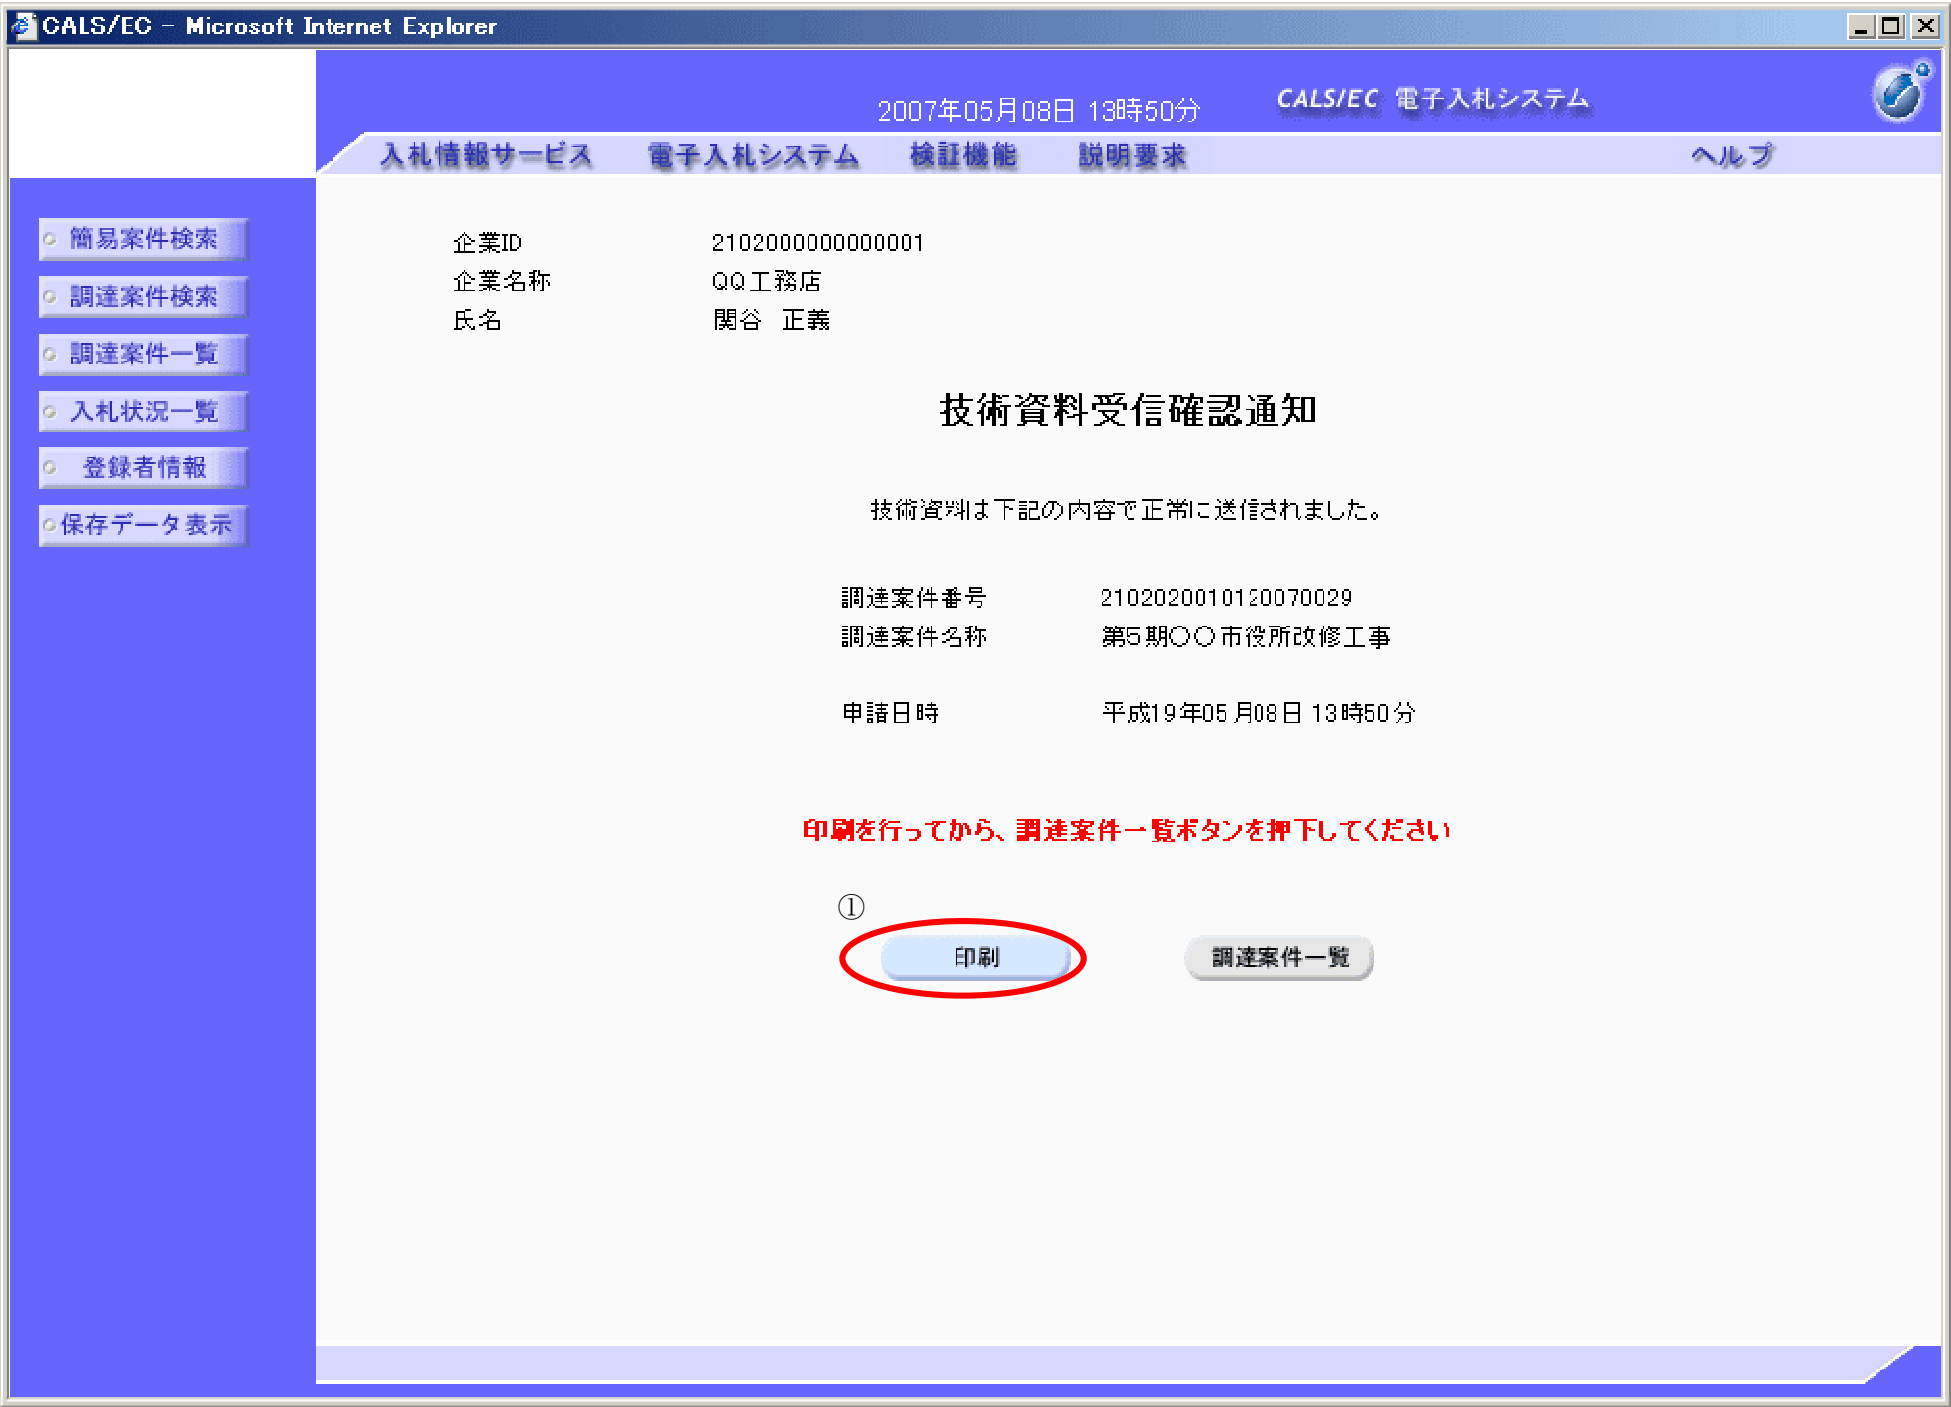 CALS/EC - Microsoft Internet Explorer
2007年05月08日 13時50分
CALS/EC 電子入札システム
入札情報サービス 電子入札システム 検証機能 説明要求 ヘルプ
簡易案件検索
調達案件検索
調達案件一覧
入札状況一覧
登録者情報
保存データ表示
企業ID 2102000000000001
企業名称 QQ工務店
氏名 関谷 正義
技術資料受信確認通知
技術資料は下記の内容で正常に送信されました。
調達案件番号 2102020010120070029
調達案件名称 第5期〇〇市役所改修工事
申請日時 平成19年05月08日 13時50分
印刷を行ってから、調達案件一覧ボタンを押下してください
①
印刷 調達案件一覧